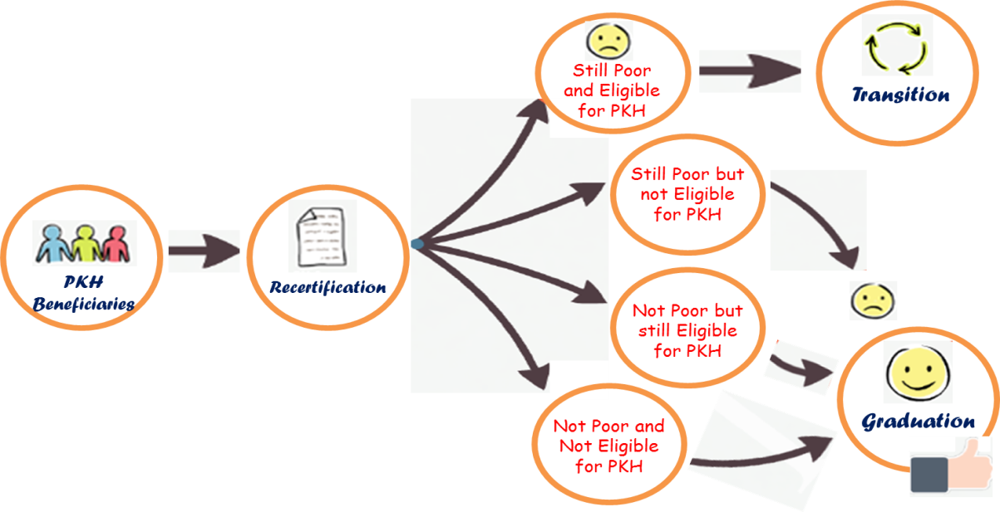 PKH
Beneficiaries
Recertification
Still Poor
and Eligible
for PKH
Transition
Still Poor but
not Eligible
for PKH
Not Poor but
still Eligible
for PKH
Not Poor and
Not Eligible
for PKH
Graduation